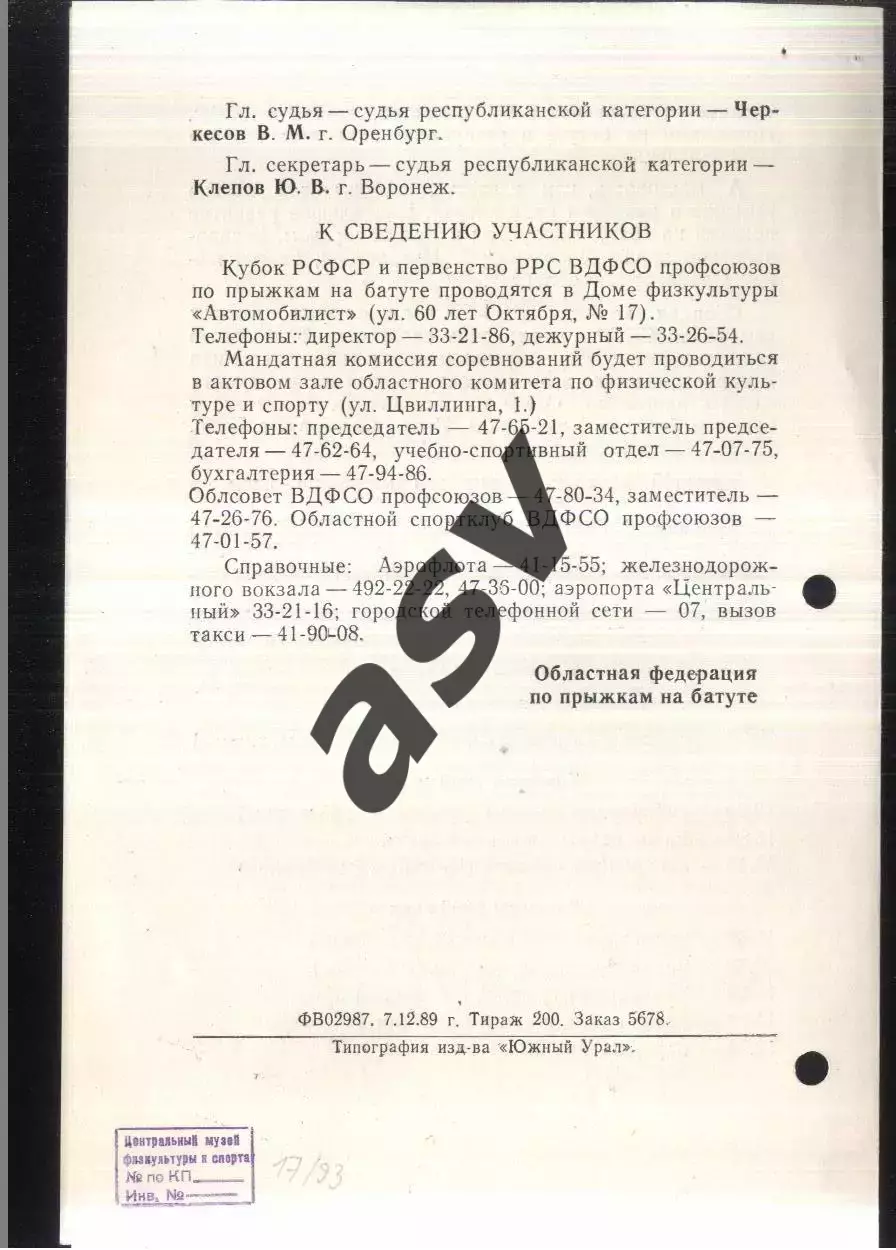 Гл. судья — судья республиканской категории — Чер-
кесов В. М. г. Оренбург.
Гл. секретарь — судья республиканской категории —
Клепов Ю. В. г. Воронеж.
К СВЕДЕНИЮ УЧАСТНИКОВ
Кубок РСФСР и первенство РРС ВДФСО профсоюзов
по прыжкам на батуте проводятся в Доме физкультуры
«Автомобилист» (ул. 60 лет Октября, № 17).
Телефоны: директор — 33-21-86, дежурный — 33-26-54.
Мандатная комиссия соревнований будет проводиться
в актовом зале областного комитета по физической куль-
туре и спорту (ул. Цвиллинга, 1.)
Телефоны: председатель — 47-65-21, заместитель предсе-
дателя — 47-62-64, учебно-спортивный отдел — 47-07-75,
бухгалтерия — 47-94-86.
Облсовет ВДФСО профсоюзов — 47-80-34, заместитель —
47-26-76. Областной спортклуб ВДФСО профсоюзов —
47-01-57.
Справочные: Аэрофлота — 41-15-55; железнодорож-
ного вокзала — 492-22-22, 47-36-00; аэропорта «Централь-
ный» 33-21-16; городской телефонной сети — 07, вызов
такси — 41-90-08.
Областная федерация
по прыжкам на батуте
asv
ФВ02987. 7.12.89 г. Тираж 200. Заказ 5678.
Типография изд-ва «Южный Урал».
Центральный музей
физкультуры и спорта
№ по КП
Инв. №
17/93